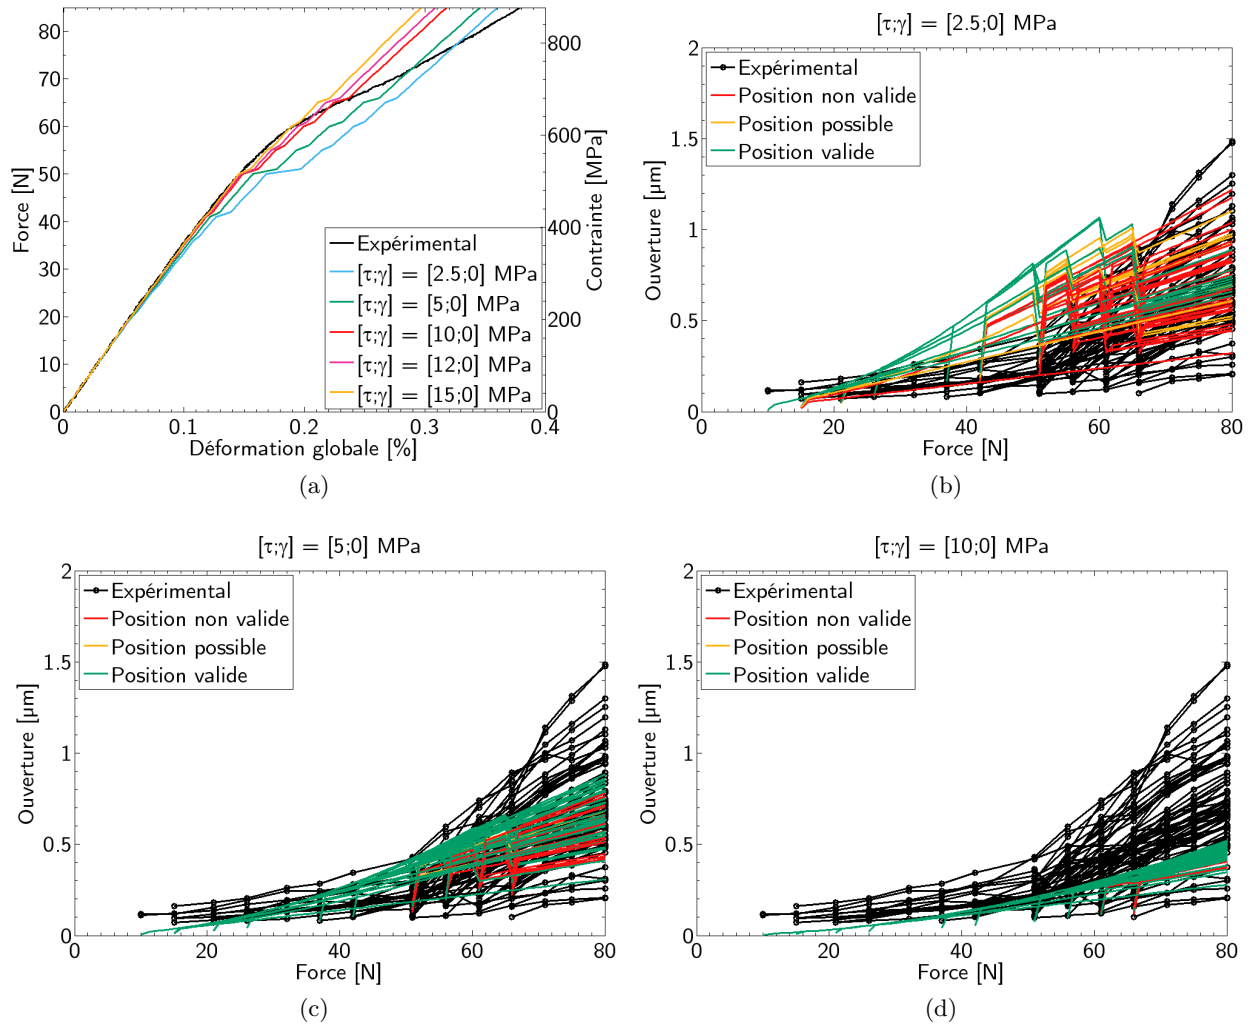 80
70
60
50
40
30
20
10
0
Force [N]
0
0.1
0.2
0.3
0.4
Déformation globale [%]
800
600
400
200
0
Contrainte [MPa]
Expérimental
[τ;γ] = [2.5;0] MPa
[τ;γ] = [5;0] MPa
[τ;γ] = [10;0] MPa
[τ;γ] = [12;0] MPa
[τ;γ] = [15;0] MPa
(a)
[τ;γ] = [2.5;0] MPa
2
1.5
1
0.5
0
Ouverture [µm]
Expérimental
Position non valide
Position possible
Position valide
0
20
40
60
80
Force [N]
(b)
[τ;γ] = [5;0] MPa
2
1.5
1
0.5
0
Ouverture [µm]
Expérimental
Position non valide
Position possible
Position valide
0
20
40
60
80
Force [N]
(c)
[τ;γ] = [10;0] MPa
2
1.5
1
0.5
0
Ouverture [µm]
Expérimental
Position non valide
Position possible
Position valide
0
20
40
60
80
Force [N]
(d)